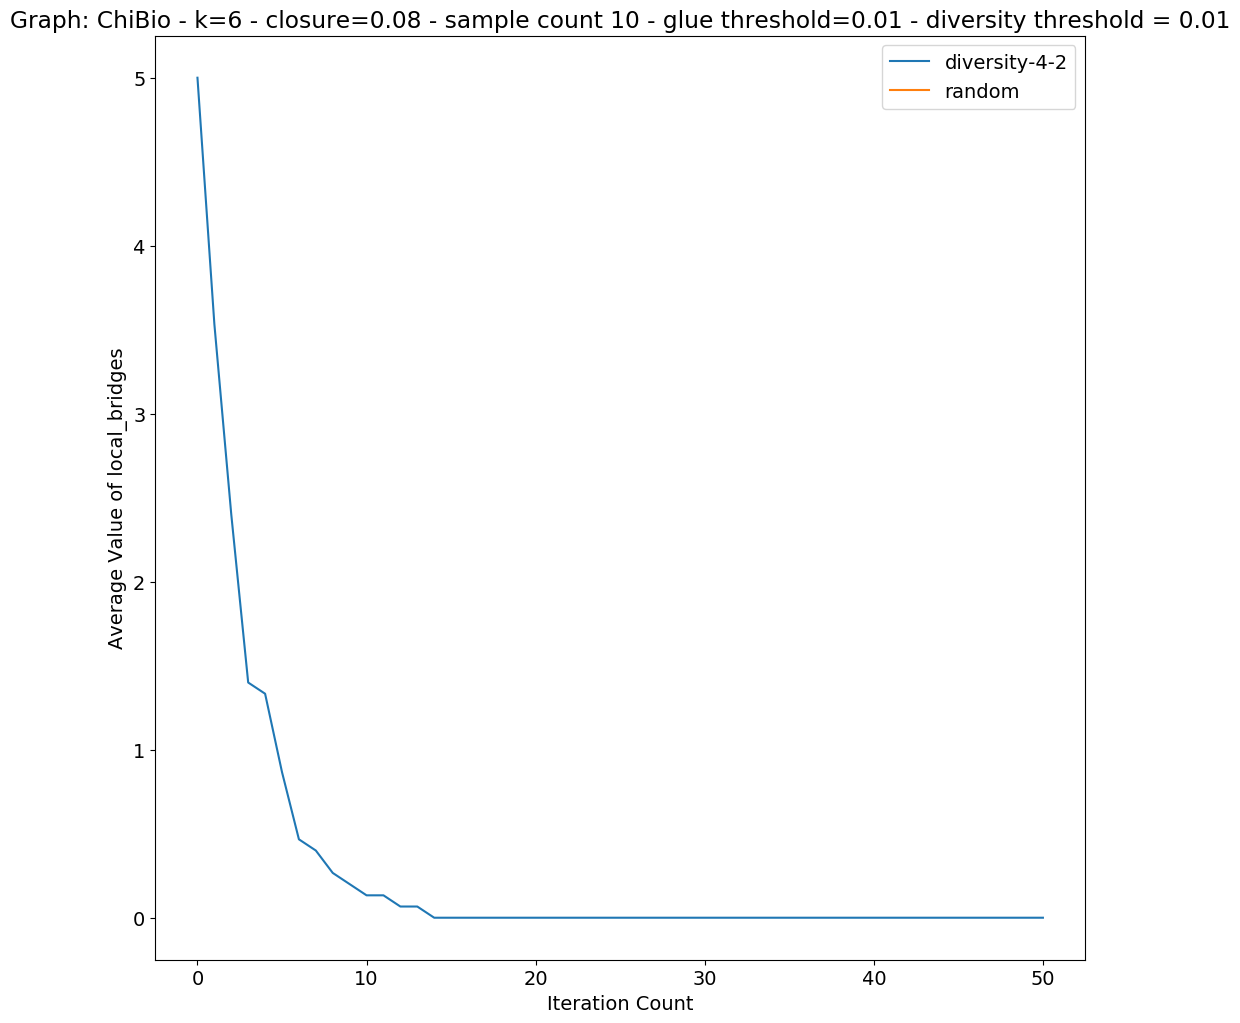 Graph: ChiBio - k=6 - closure=0.08 - sample count 10 - glue threshold=0.01 - diversity threshold = 0.01
diversity-4-2
random
5
4
3
2
1
0
Average Value of local_bridges
0 10 20 30 40 50
Iteration Count